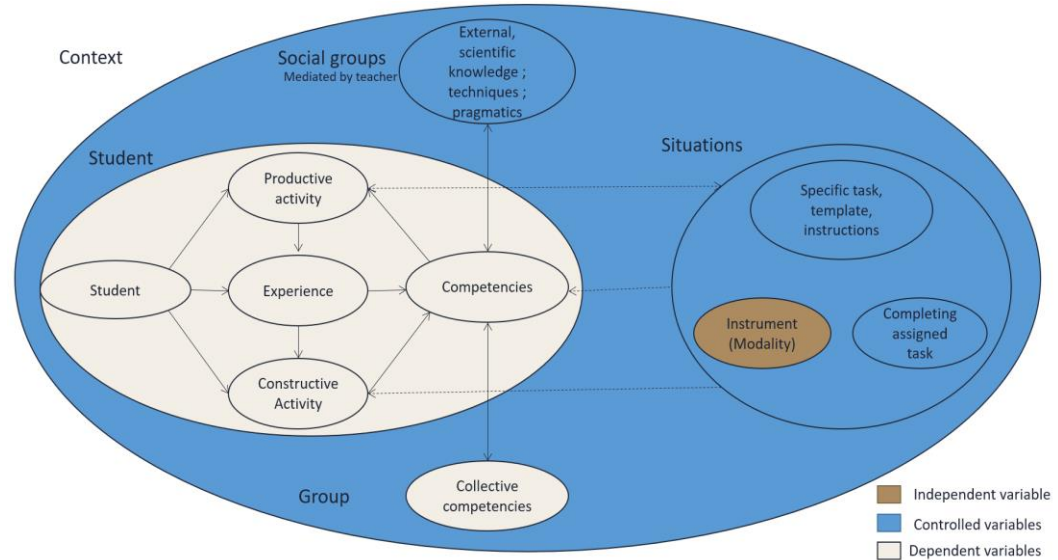 Context
Social groups
Mediated by teacher
External,
scientific
knowledge ;
techniques ;
pragmatics
Student
Situations
Productive
activity
Specific task,
template,
instructions
Student
Experience
Competencies
Instrument
(Modality)
Completing
assigned
task
Constructive
Activity
Group
Collective
competencies
Independent variable
Controlled variables
Dependent variables